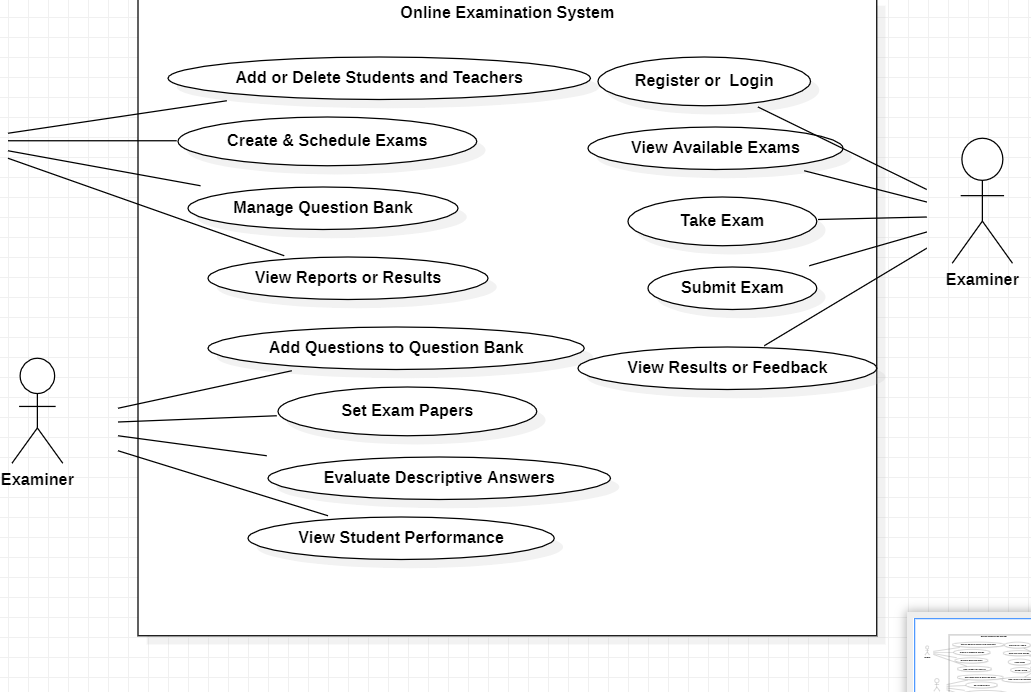 Online Examination System
Add or Delete Students and Teachers
Register or  Login
Create & Schedule Exams
View Available Exams
Manage Question Bank
Take Exam
View Reports or Results
Submit Exam
Examiner
Add Questions to Question Bank
View Results or Feedback
Set Exam Papers
Evaluate Descriptive Answers
Examiner
View Student Performance